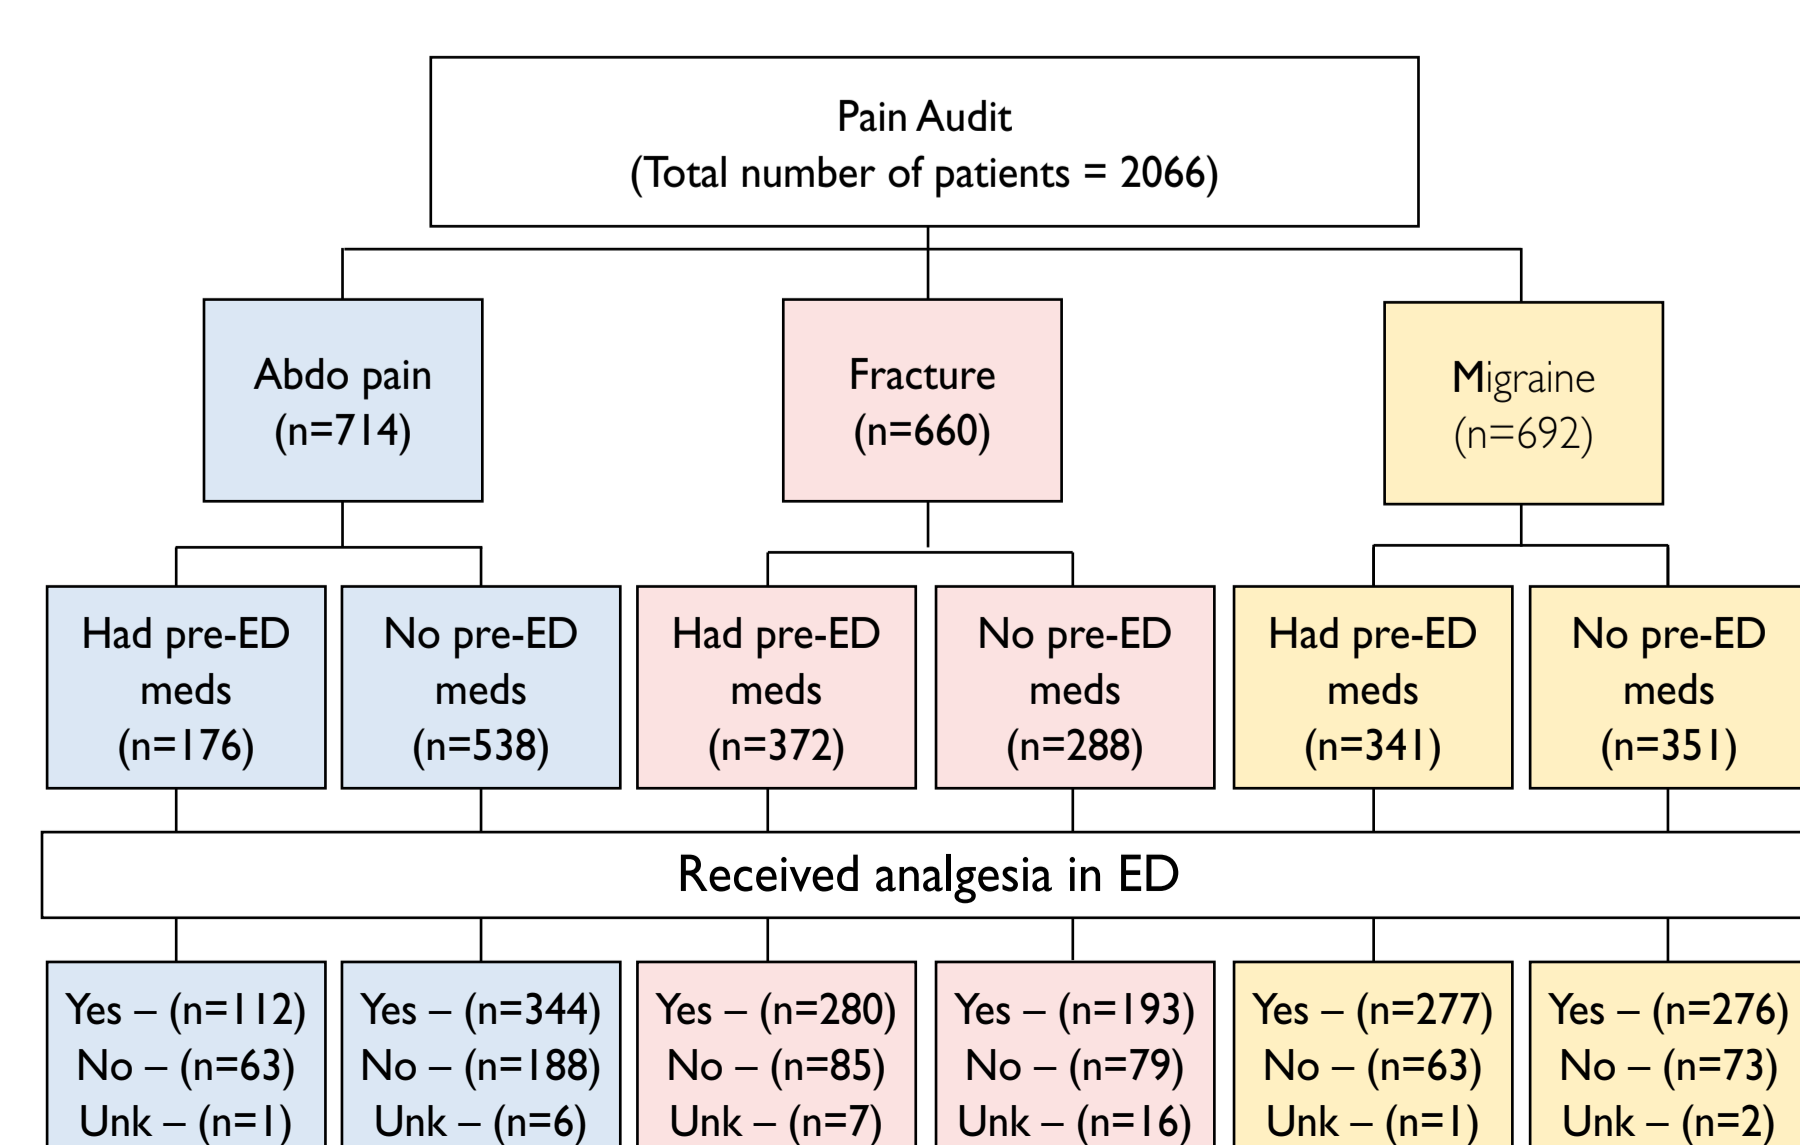 Pain Audit
(Total number of patients = 2066)
Abdo pain
(n=714)
Fracture
(n=660)
Migraine
(n=692)
Had pre-ED
meds
(n=176)
No pre-ED
meds
(n=538)
Had pre-ED
meds
(n=372)
No pre-ED
meds
(n=288)
Had pre-ED
meds
(n=341)
No pre-ED
meds
(n=351)
Received analgesia in ED
Yes – (n=112)
No – (n=63)
Unk – (n=1)
Yes – (n=344)
No – (n=188)
Unk – (n=6)
Yes – (n=280)
No – (n=85)
Unk – (n=7)
Yes – (n=193)
No – (n=79)
Unk – (n=16)
Yes – (n=277)
No – (n=63)
Unk – (n=1)
Yes – (n=276)
No – (n=73)
Unk – (n=2)